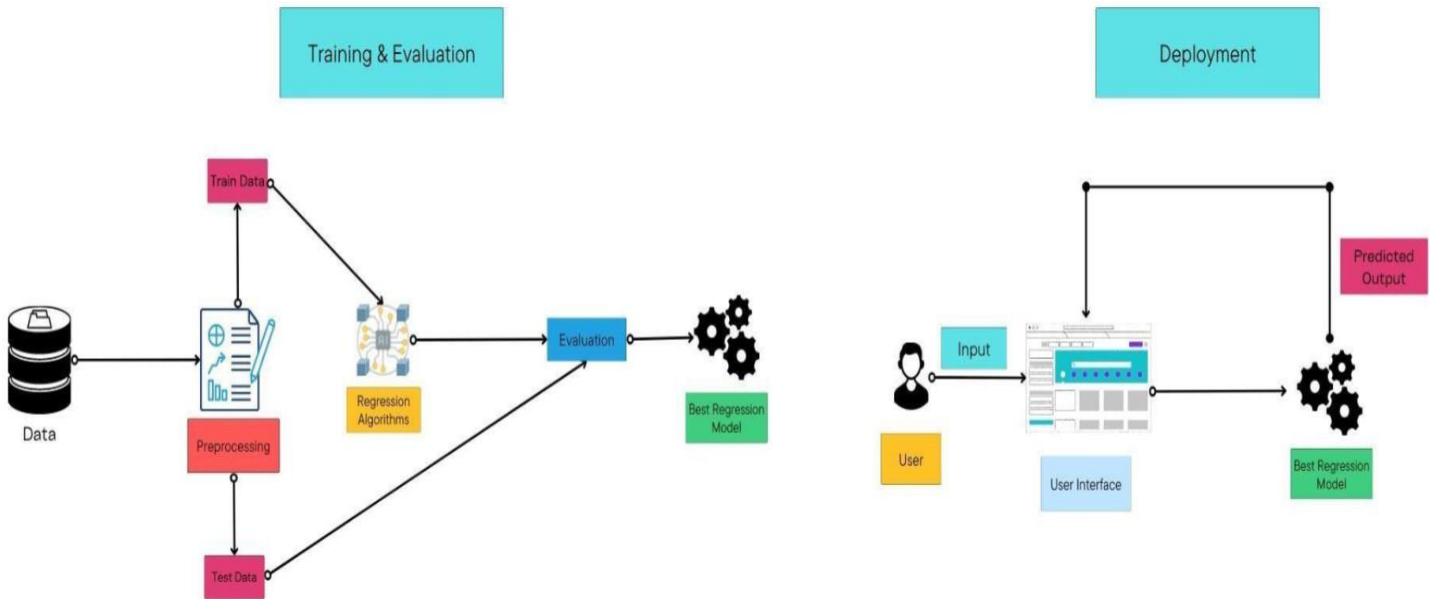 Training & Evaluation
Deployment
Train Data
Data
Preprocessing
Regression
Algorithms
Evaluation
Best Regression
Model
Test Data
Predicted
Output
Input
User
User Interface
Best Regression
Model